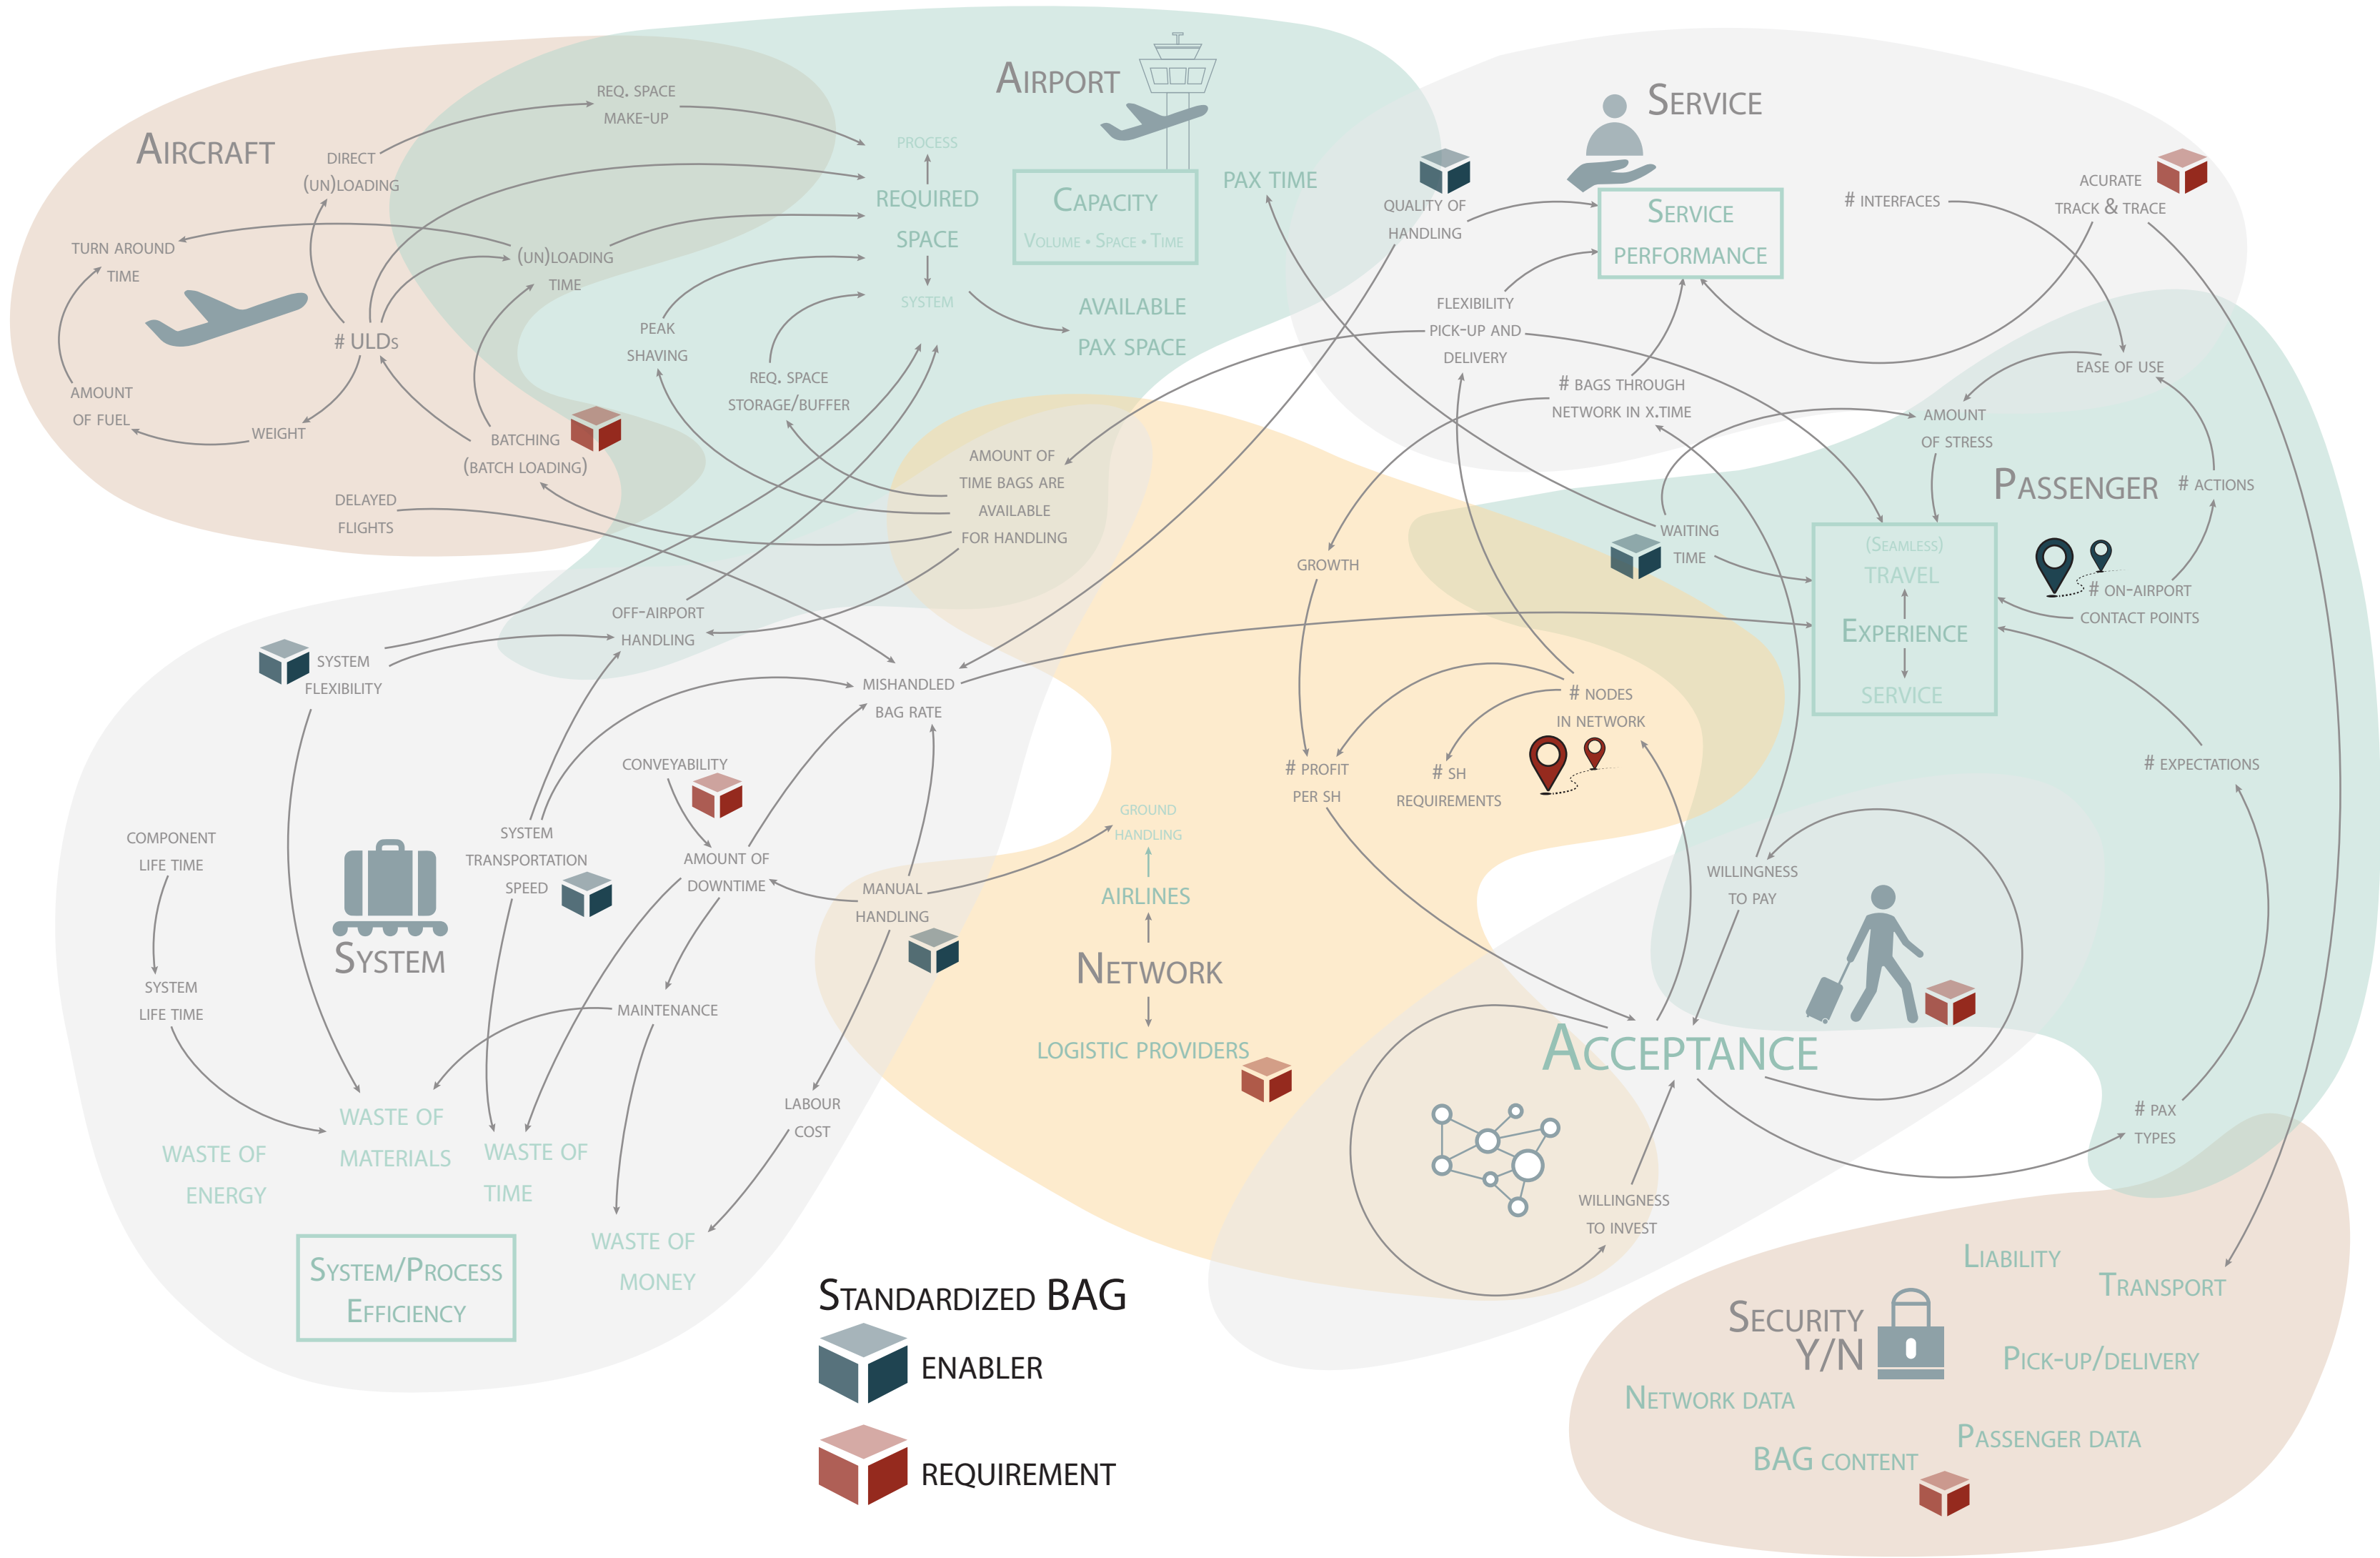 Aircraft
REQ. SPACE
MAKE-UP
DIRECT
(UN)LOADING
TURN AROUND
TIME
(UN)LOADING
TIME
# ULDs
AMOUNT
OF FUEL
WEIGHT
BATCHING
(BATCH LOADING)
DELAYED
FLIGHTS
Airport
PROCESS
REQUIRED
SPACE
SYSTEM
Capacity
Volume • Space • Time
PAX TIME
AVAILABLE
PAX SPACE
PEAK
SHAVING
REQ. SPACE
STORAGE/BUFFER
AMOUNT OF
TIME BAGS ARE
AVAILABLE
FOR HANDLING
Service
QUALITY OF
HANDLING
Service
PERFORMANCE
# INTERFACES
ACURATE
TRACK & TRACE
FLEXIBILITY
PICK-UP AND
DELIVERY
# BAGS THROUGH
NETWORK IN X.TIME
EASE OF USE
AMOUNT
OF STRESS
Passenger
# ACTIONS
WAITING
TIME
(Seamless)
TRAVEL
Experience
SERVICE
# ON-AIRPORT
CONTACT POINTS
# EXPECTATIONS
# PAX
TYPES
GROWTH
# NODES
IN NETWORK
# PROFIT
PER SH
# SH
REQUIREMENTS
OFF-AIRPORT
HANDLING
SYSTEM
FLEXIBILITY
MISHANDLED
BAG RATE
CONVEYABILITY
COMPONENT
LIFE TIME
SYSTEM
TRANSPORTATION
SPEED
AMOUNT OF
DOWNTIME
MANUAL
HANDLING
System
SYSTEM
LIFE TIME
MAINTENANCE
LABOUR
COST
WASTE OF
ENERGY
WASTE OF
MATERIALS
WASTE OF
TIME
WASTE OF
MONEY
System/Process
Efficiency
GROUND
HANDLING
AIRLINES
Network
LOGISTIC PROVIDERS
WILLINGNESS
TO PAY
Acceptance
WILLINGNESS
TO INVEST
Security
Y/N
Liability
Transport
Pick-up/delivery
Network data
Passenger data
BAG content
Standardized BAG
ENABLER
REQUIREMENT